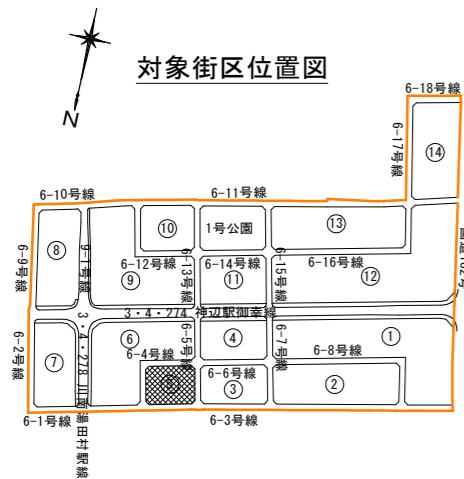 対象街区位置図
N
6-18号線
6-17号線
⑭
6-10号線
6-11号線
⑩
1号公園
⑬
⑧
6-9号線
9-1号線
6-12号線
6-13号線
6-14号線
6-15号線
6-16号線
⑨
⑪
⑫
3・4・274 神辺駅御幸線
6-2号線
⑦
⑥
6-5号線
④
6-7号線
①
6-4号線
6-8号線
6-6号線
③
②
6-1号線
6-3号線